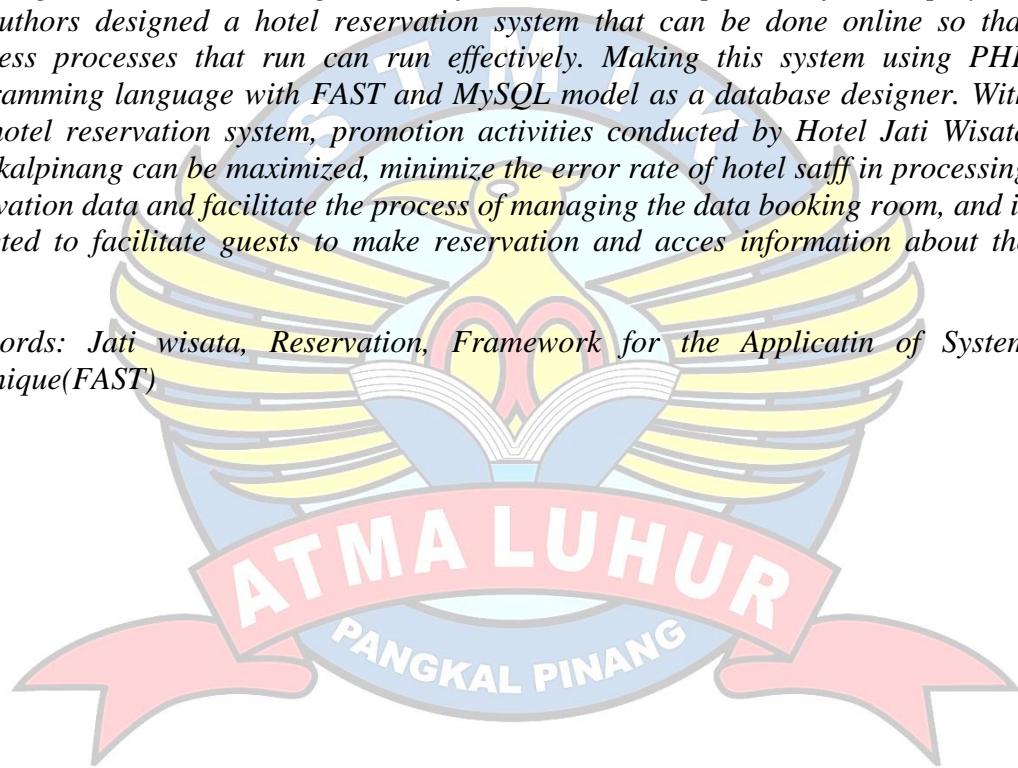 uthors designed a hotel reservation system that can be done online so tha
ess processes that run can run effectively. Making this system using PH
ramming language with FAST and MySQL model as a database designer. Wit
hotel reservation system, promotion activities conducted by Hotel Jati Wisata
kalpinang can be maximized, minimize the error rate of hotel satff in processing
vation data and facilitate the process of managing the data booking room, and i
ted to facilitate guests to make reservation and acces information about the
ords: Jati wisata, Reservation, Framework for the Applicatin of System
nique(FAST)
STMIK
ATMA LUHUR
PANGKAL PINANG